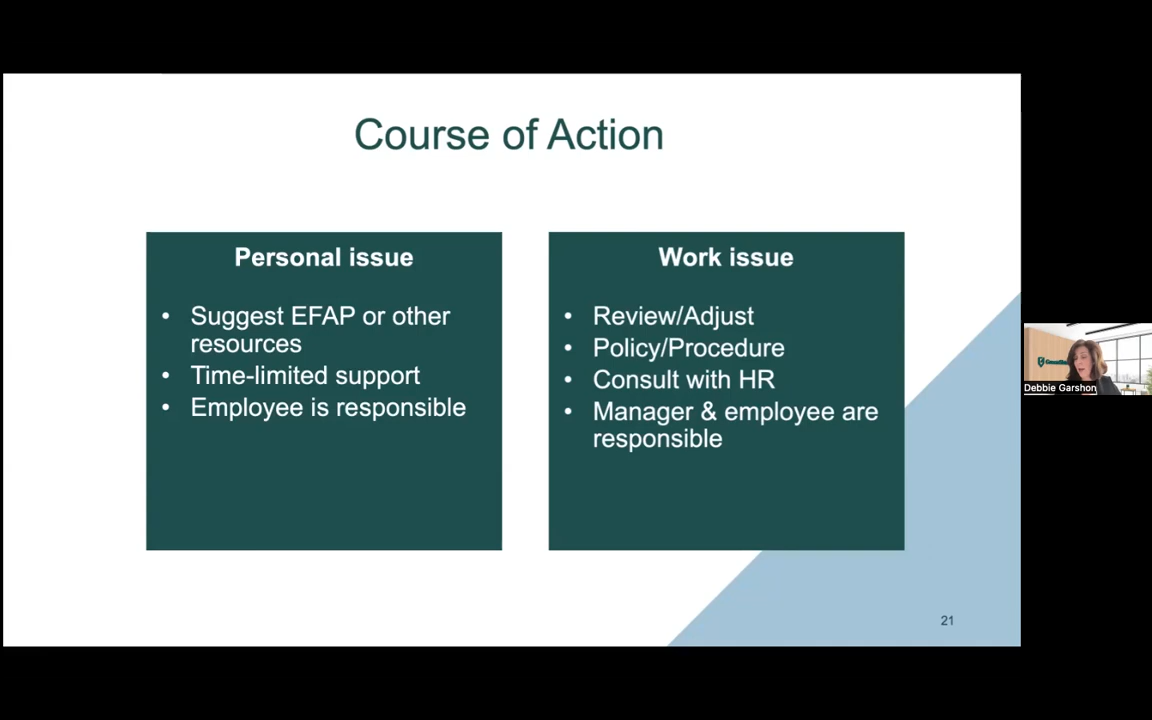 Course of Action
Personal issue
• Suggest EFAP or other
resources
• Time-limited support
• Employee is responsible
Work issue
• Review/Adjust
• Policy/Procedure
• Consult with HR
• Manager & employee are
responsible
21
Debbie Garshon